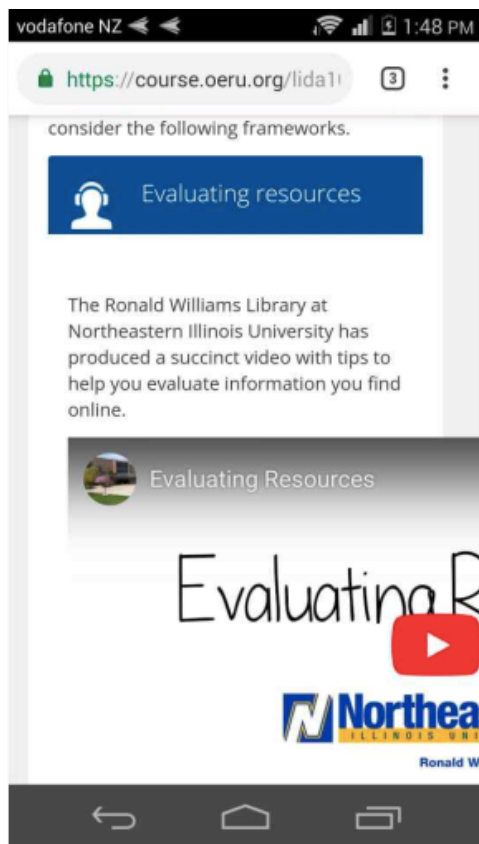 vodafone NZ 1:48 PM
https://course.oeru.org/lida1 3
consider the following frameworks.
Evaluating resources
The Ronald Williams Library at
Northeastern Illinois University has
produced a succinct video with tips to
help you evaluate information you find
online.
Evaluating Resources
Evaluating R
Northea
ILLINOIS UNI
Ronald W